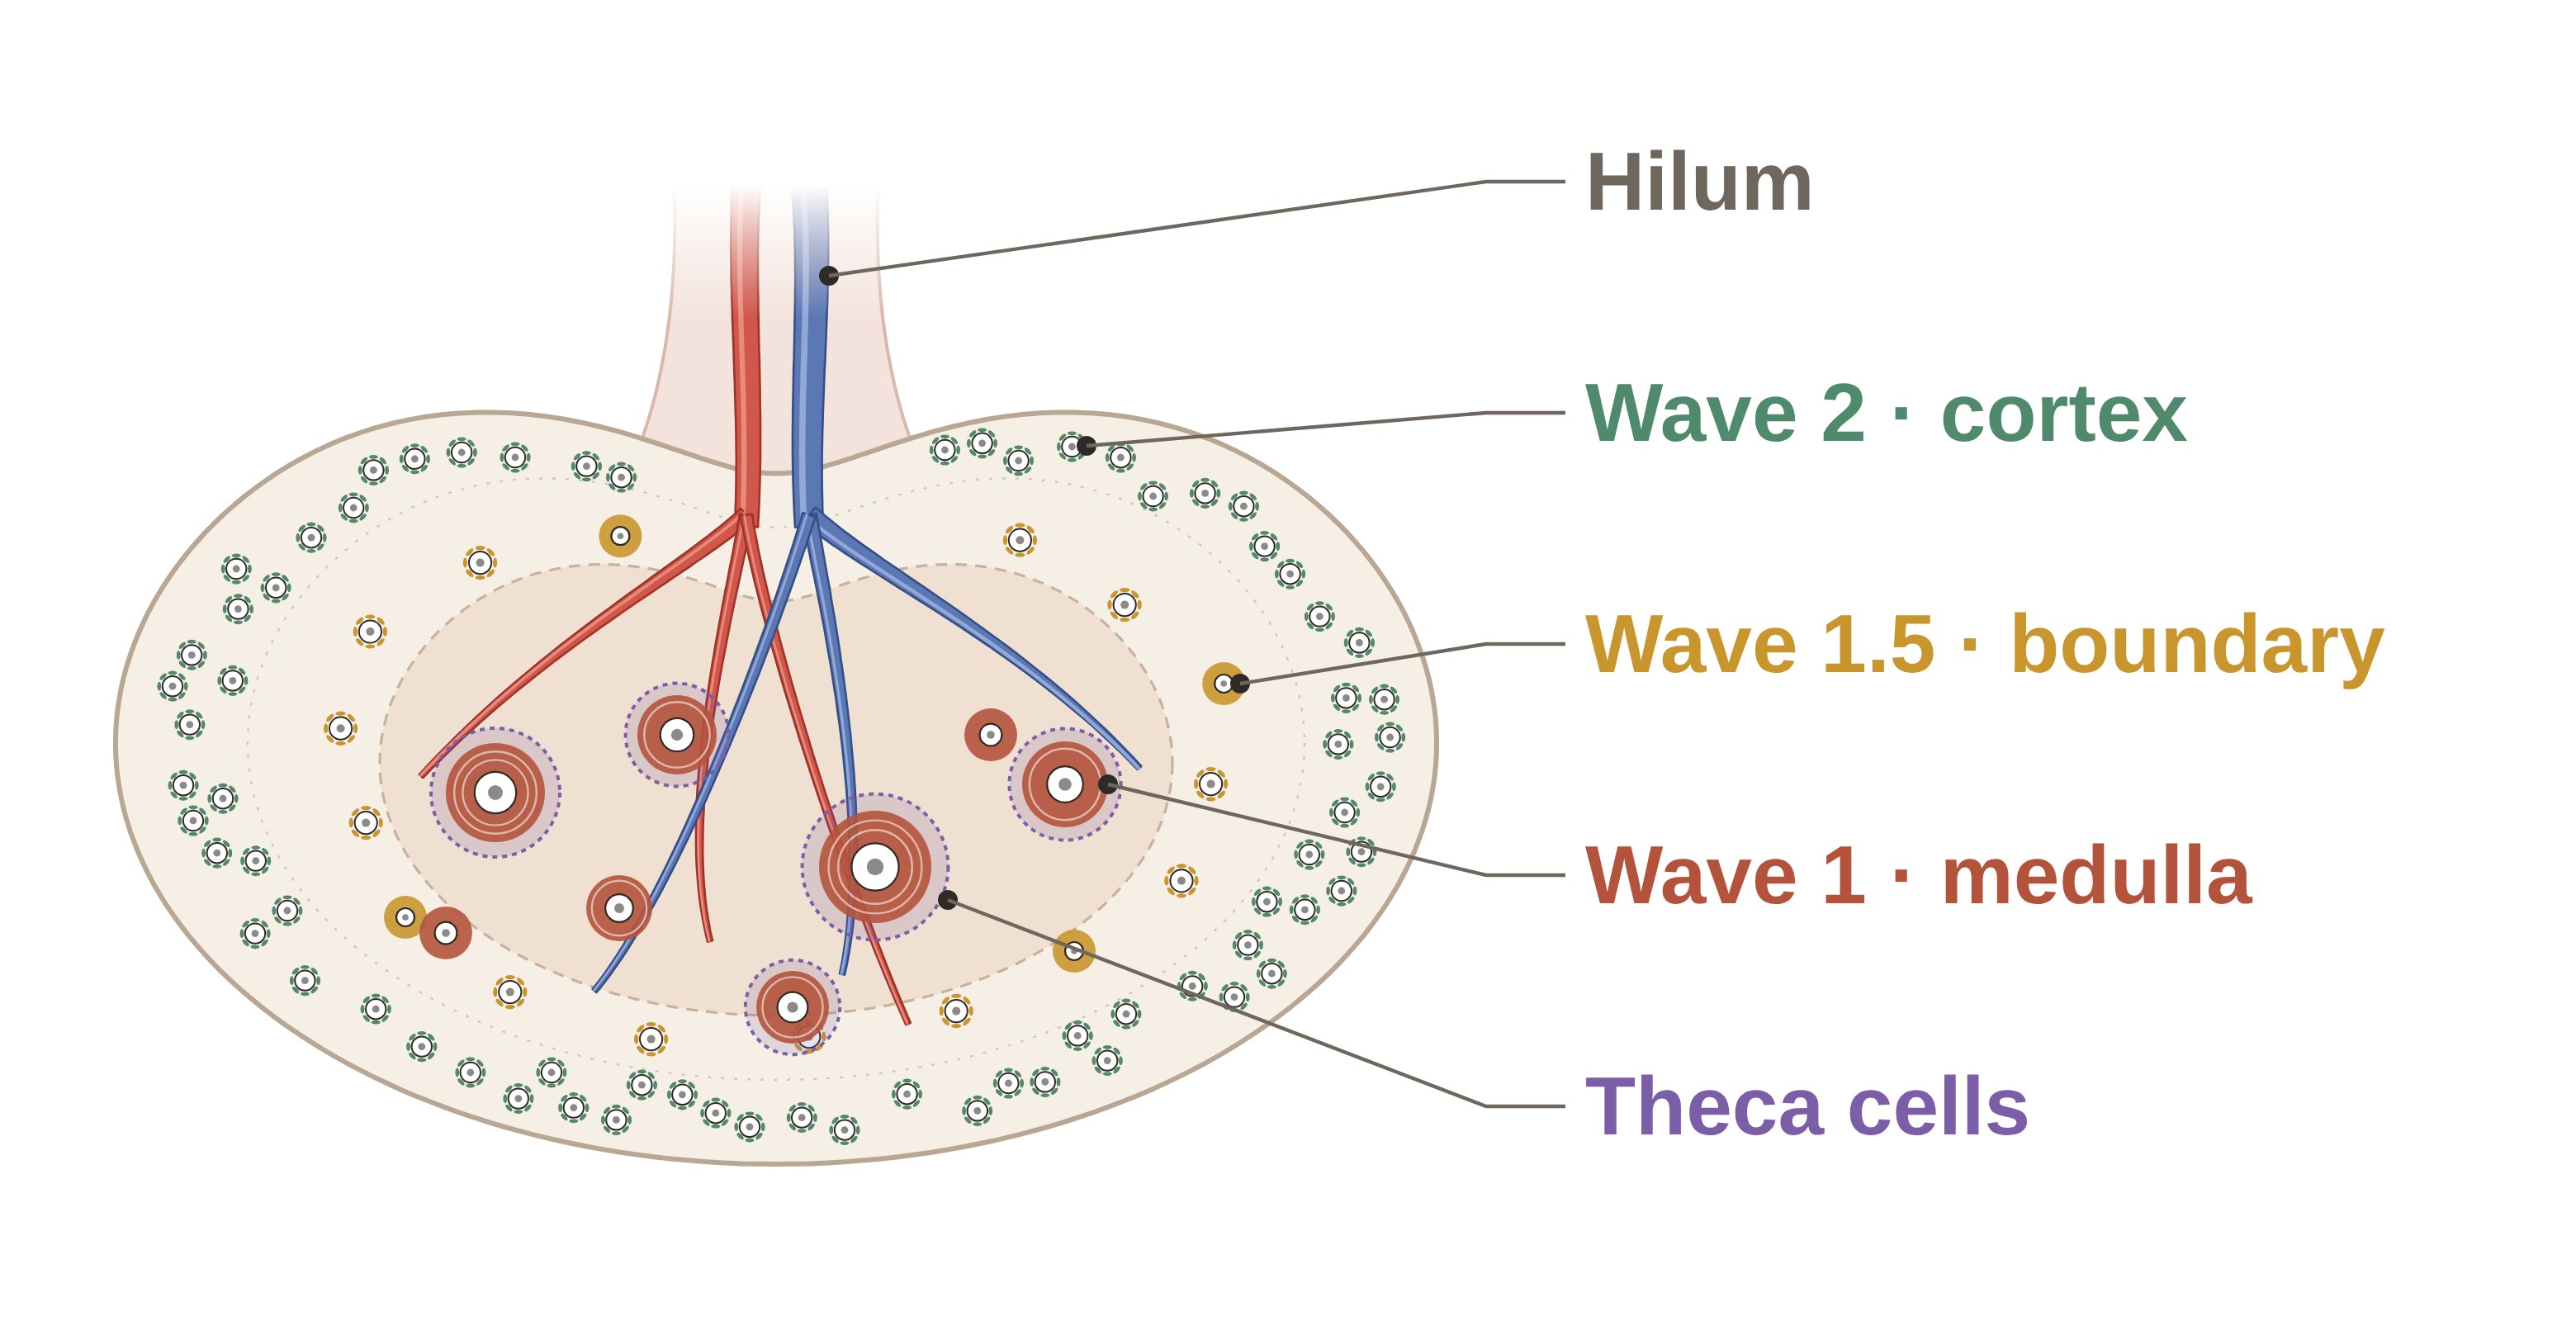 Hilum
Wave 2 · cortex
Wave 1.5 · boundary
Wave 1 · medulla
Theca cells